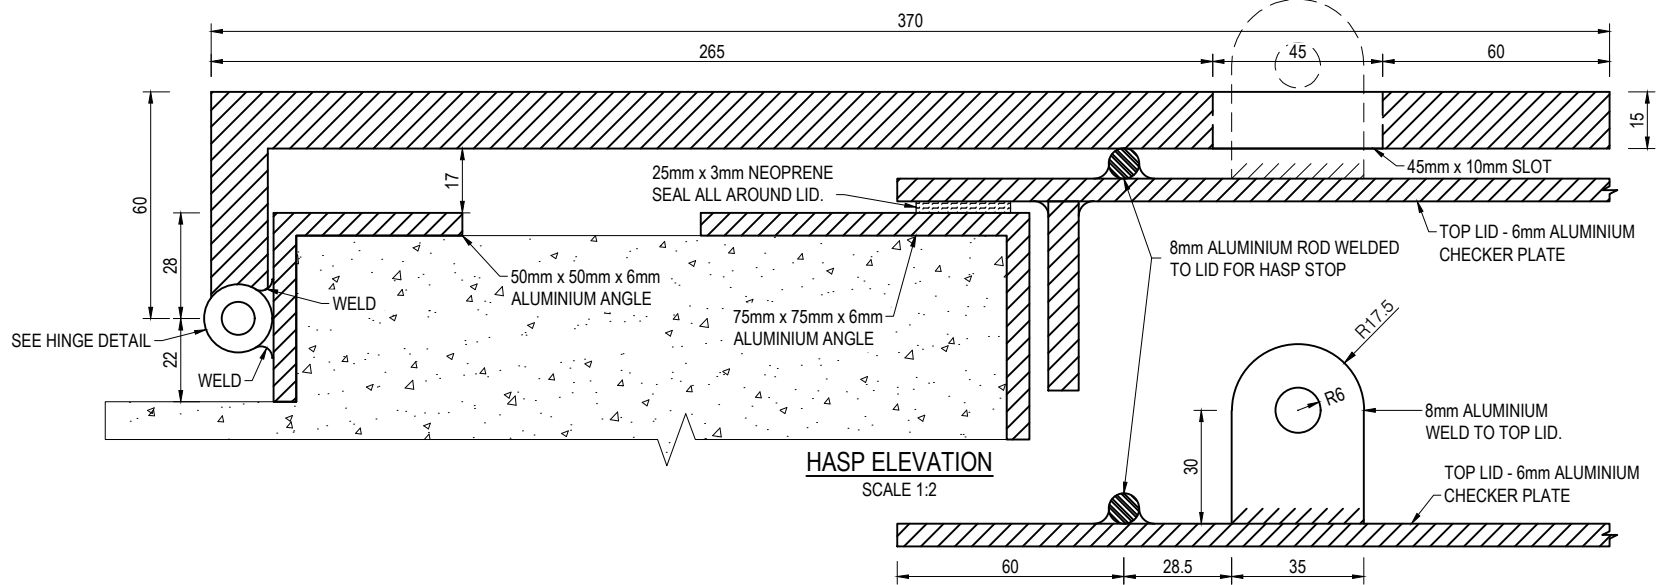 370
265
45
60
15
60
17
28
22
25mm x 3mm NEOPRENE
SEAL ALL AROUND LID.
45mm x 10mm SLOT
TOP LID - 6mm ALUMINIUM
CHECKER PLATE
8mm ALUMINIUM ROD WELDED
TO LID FOR HASP STOP
50mm x 50mm x 6mm
ALUMINIUM ANGLE
WELD
75mm x 75mm x 6mm
ALUMINIUM ANGLE
SEE HINGE DETAIL
WELD
R17.5
R6
8mm ALUMINIUM
WELD TO TOP LID.
30
HASP ELEVATION
SCALE 1:2
TOP LID - 6mm ALUMINIUM
CHECKER PLATE
60
28.5
35